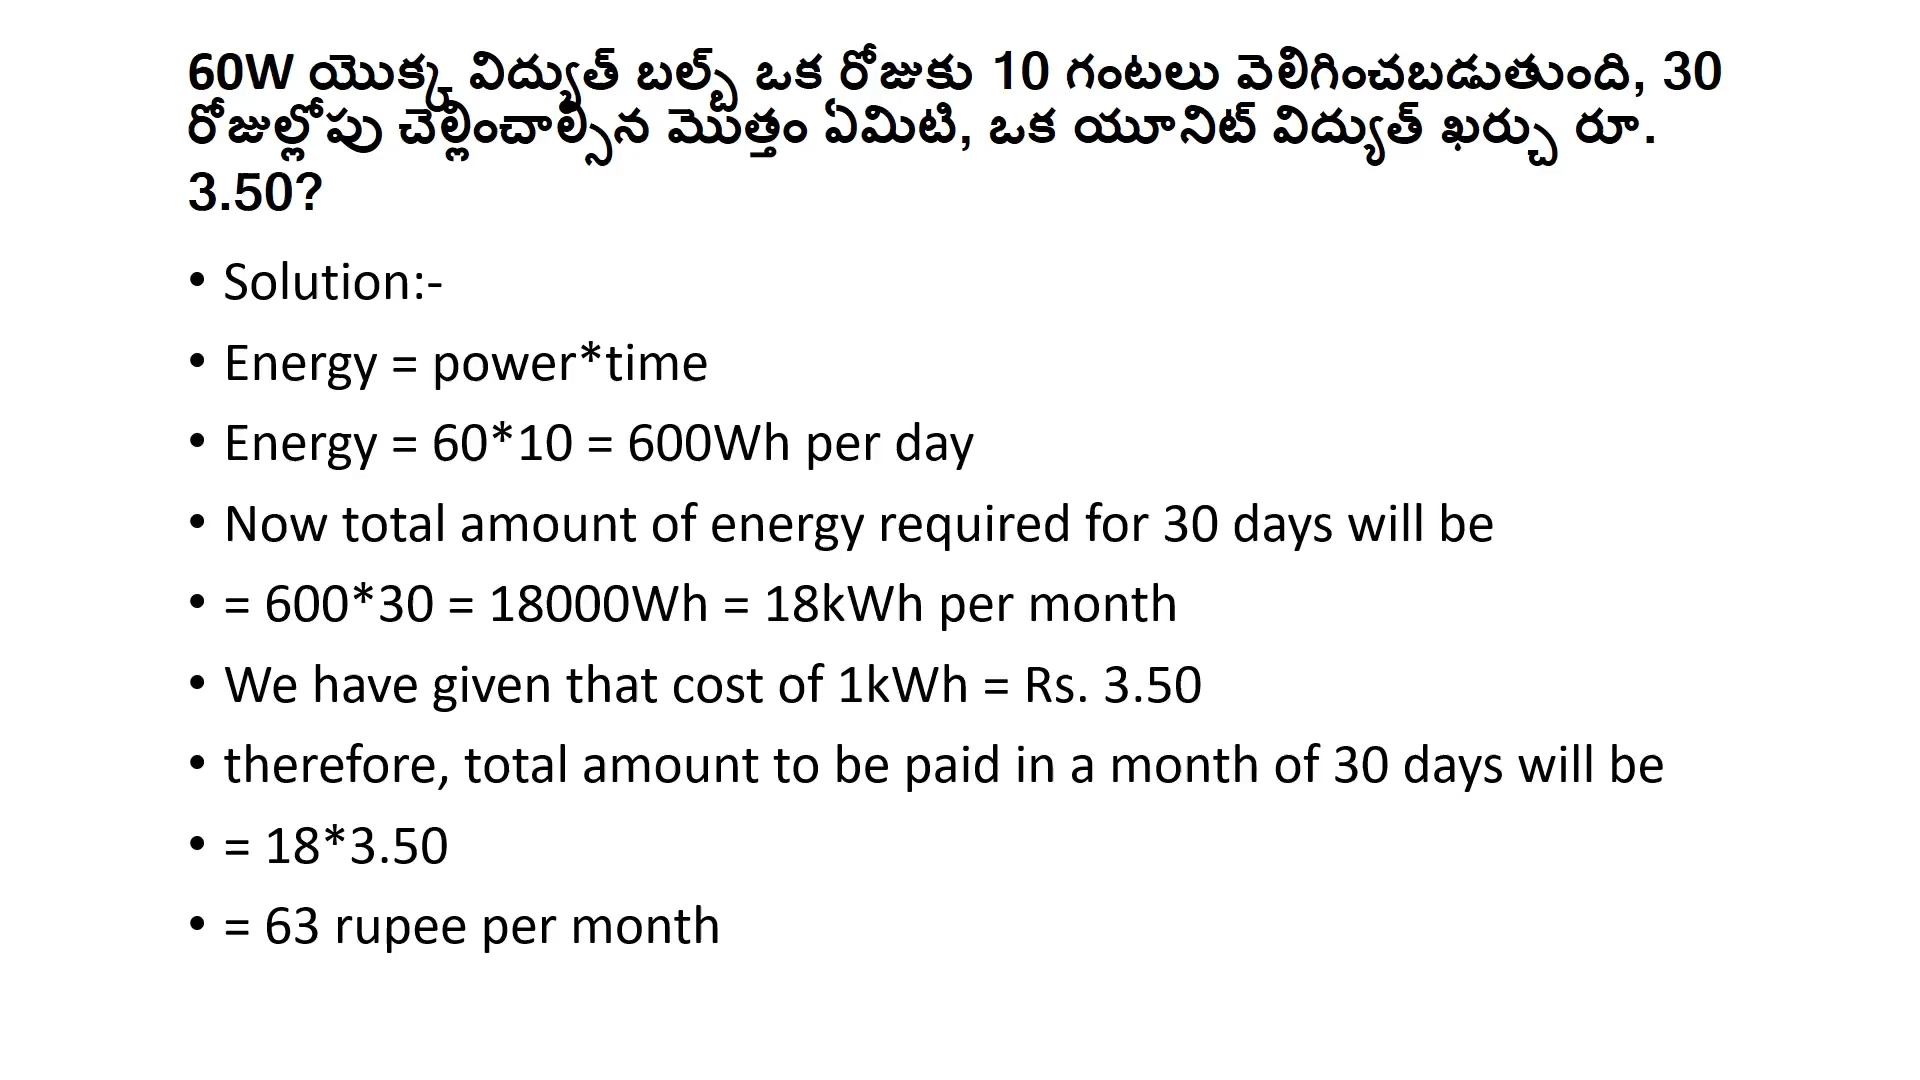 60W యొక్క విద్యుత్ బల్బ్ ఒక రోజుకు 10 గంటలు వెలిగించబడుతుంది, 30
రోజుల్లోపు చెల్లించాల్సిన మొత్తం ఏమిటి, ఒక యూనిట్ విద్యుత్ ఖర్చు రూ.
3.50?
• Solution:-
• Energy = power*time
• Energy = 60*10 = 600Wh per day
• Now total amount of energy required for 30 days will be
• = 600*30 = 18000Wh = 18kWh per month
• We have given that cost of 1kWh = Rs. 3.50
• therefore, total amount to be paid in a month of 30 days will be
• = 18*3.50
• = 63 rupee per month